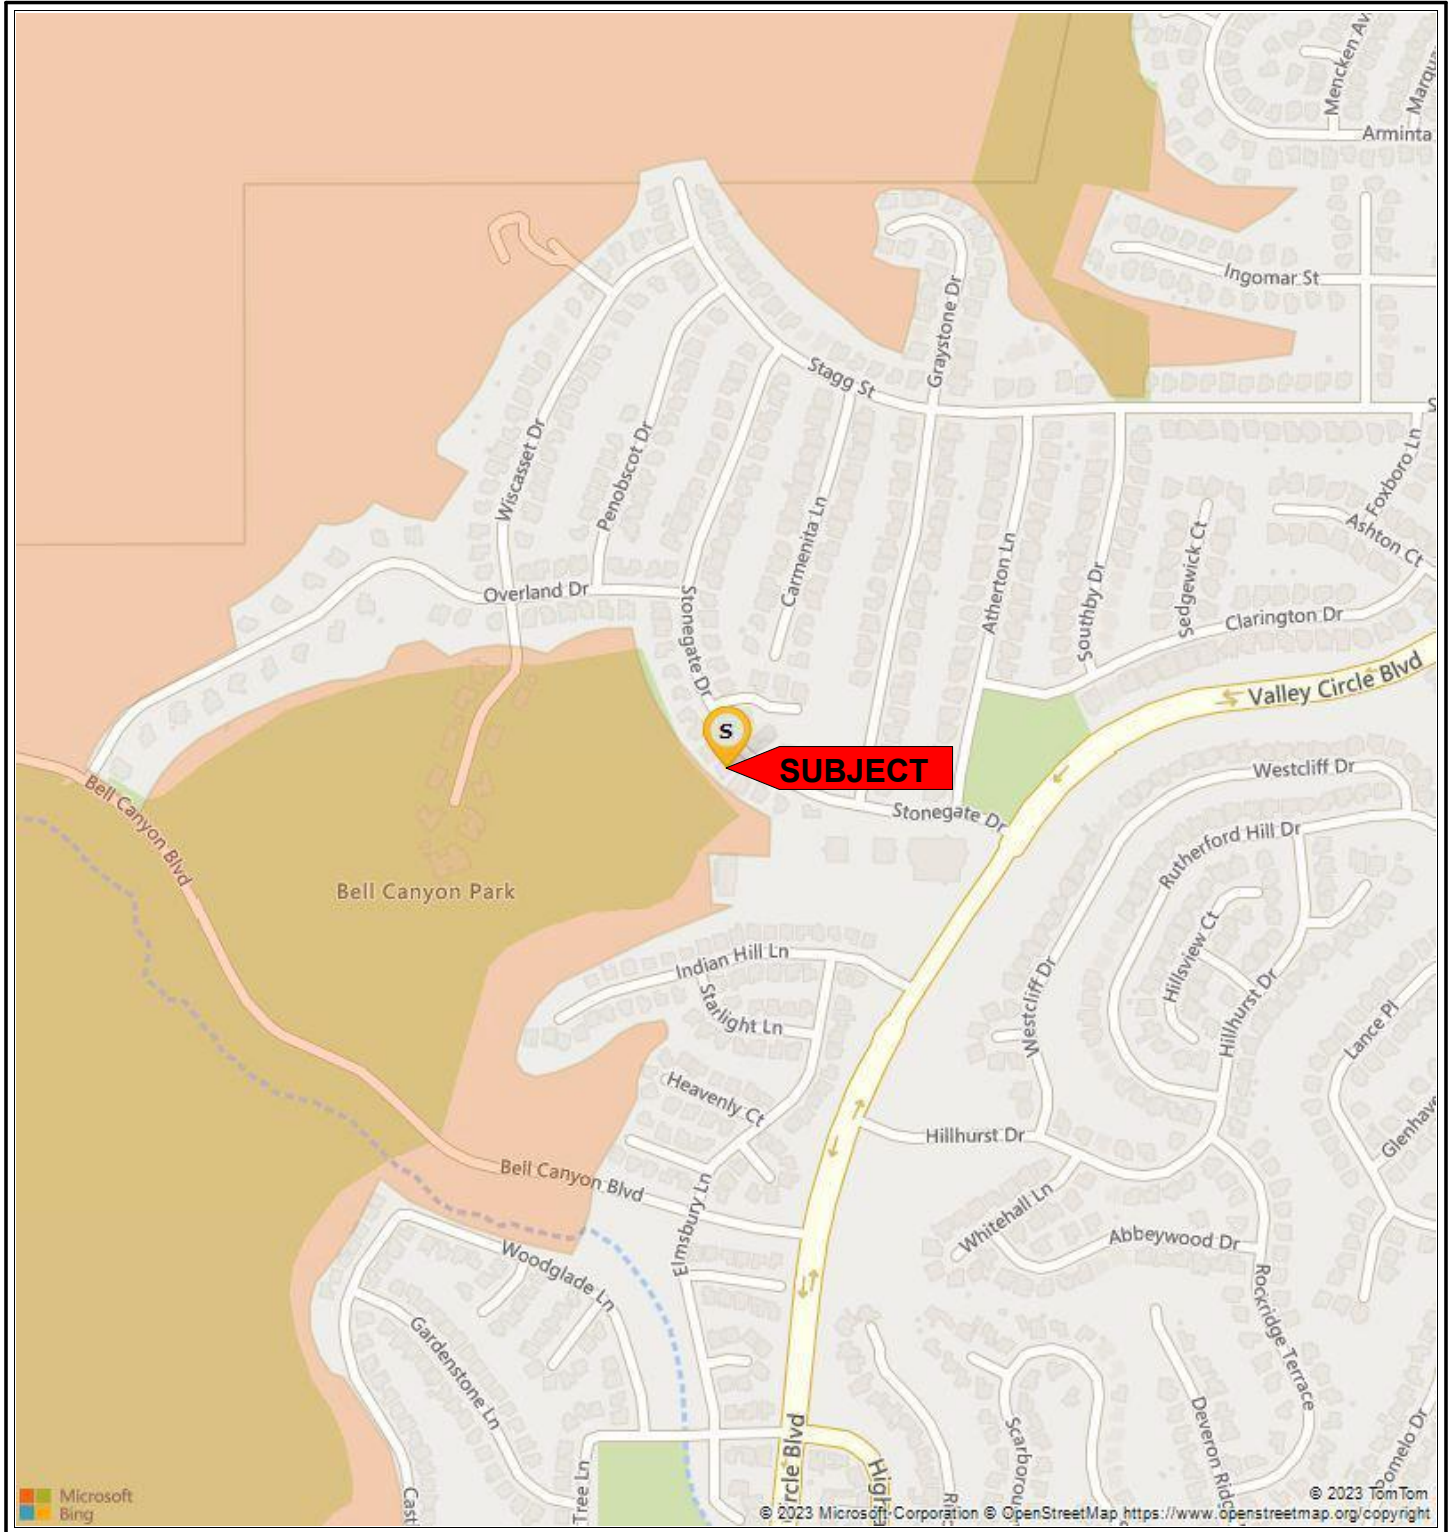 Mencken Av
Marqu
Arminta
Ingomar St
Graystone Dr
Stagg St
S
Wiscasset Dr
Penobscot Dr
Foxboro Ln
Carmenita Ln
Ashton Ct
Atherton Ln
Sedgewick Ct
Southby Dr
Overland Dr
Stonegate Dr
Clarington Dr
Valley Circle Blvd
S
SUBJECT
Westcliff Dr
Bell Canyon Blvd
Stonegate Dr
Rutherford Hill Dr
Bell Canyon Park
Hillsview Ct
Indian Hill Ln
Starlight Ln
Westcliff Dr
Hillhurst Dr
Lance Pl
Heavenly Ct
Glenhave
Hillhurst Dr
Bell Canyon Blvd
Whitehall Ln
Elmsbury Ln
Abbeywood Dr
Woodglade Ln
Rockridge Terrace
Gardenstone Ln
Deveron Ridg
Scarboro
Pomelo Dr
ircle Blvd
High
Ri
Tree Ln
Cast
Microsoft
Bing
© 2023 TomTom
© 2023 Microsoft Corporation © OpenStreetMap https://www.openstreetmap.org/copyright